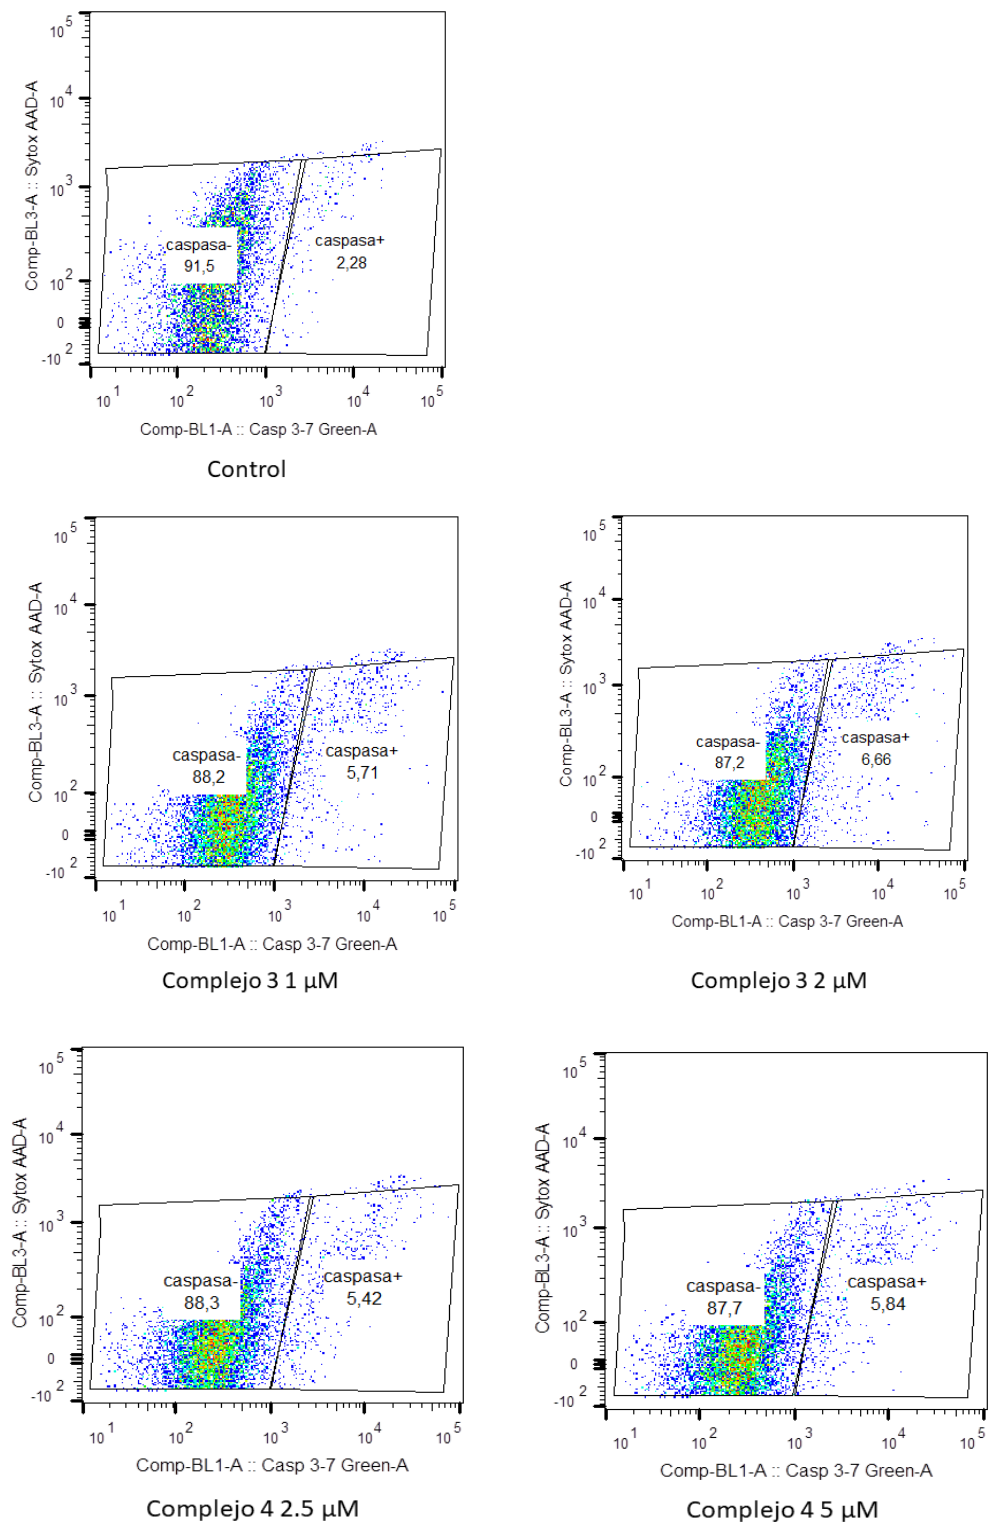 10^5
10^4
10^3
10^2
0
-10^2
Comp-BL3-A :: Sytox AAD-A
caspasa-
91,5
caspasa+
2,28
10^1 10^2 10^3 10^4 10^5
Comp-BL1-A :: Casp 3-7 Green-A
Control
10^5
10^4
10^3
10^2
0
-10^2
Comp-BL3-A :: Sytox AAD-A
caspasa-
88,2
caspasa+
5,71
10^1 10^2 10^3 10^4 10^5
Comp-BL1-A :: Casp 3-7 Green-A
Complejo 3 1 µM
10^5
10^4
10^3
10^2
0
-10^2
Comp-BL3-A :: Sytox AAD-A
caspasa-
87,2
caspasa+
6,66
10^1 10^2 10^3 10^4 10^5
Comp-BL1-A :: Casp 3-7 Green-A
Complejo 3 2 µM
10^5
10^4
10^3
10^2
0
-10^2
Comp-BL3-A :: Sytox AAD-A
caspasa-
88,3
caspasa+
5,42
10^1 10^2 10^3 10^4 10^5
Comp-BL1-A :: Casp 3-7 Green-A
Complejo 4 2.5 µM
10^5
10^4
10^3
10^2
0
-10^2
Comp-BL3-A :: Sytox AAD-A
caspasa-
87,7
caspasa+
5,84
10^1 10^2 10^3 10^4 10^5
Comp-BL1-A :: Casp 3-7 Green-A
Complejo 4 5 µM